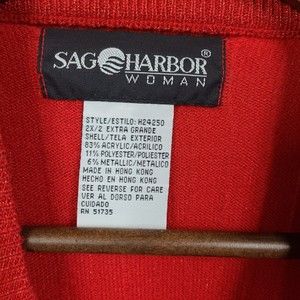 SAG HARBOR®
WOMAN
STYLE/ESTILO: H24250
2X/2 EXTRA GRANDE
SHELL/TELA EXTERIOR
83% ACRYLIC/ACRILICO
11% POLYESTER/POLIESTER
6% METALLIC/METALICO
MADE IN HONG KONG
HECHO EN HONG KONG
SEE REVERSE FOR CARE
VER AL DORSO PARA
CUIDADO
RN 51735